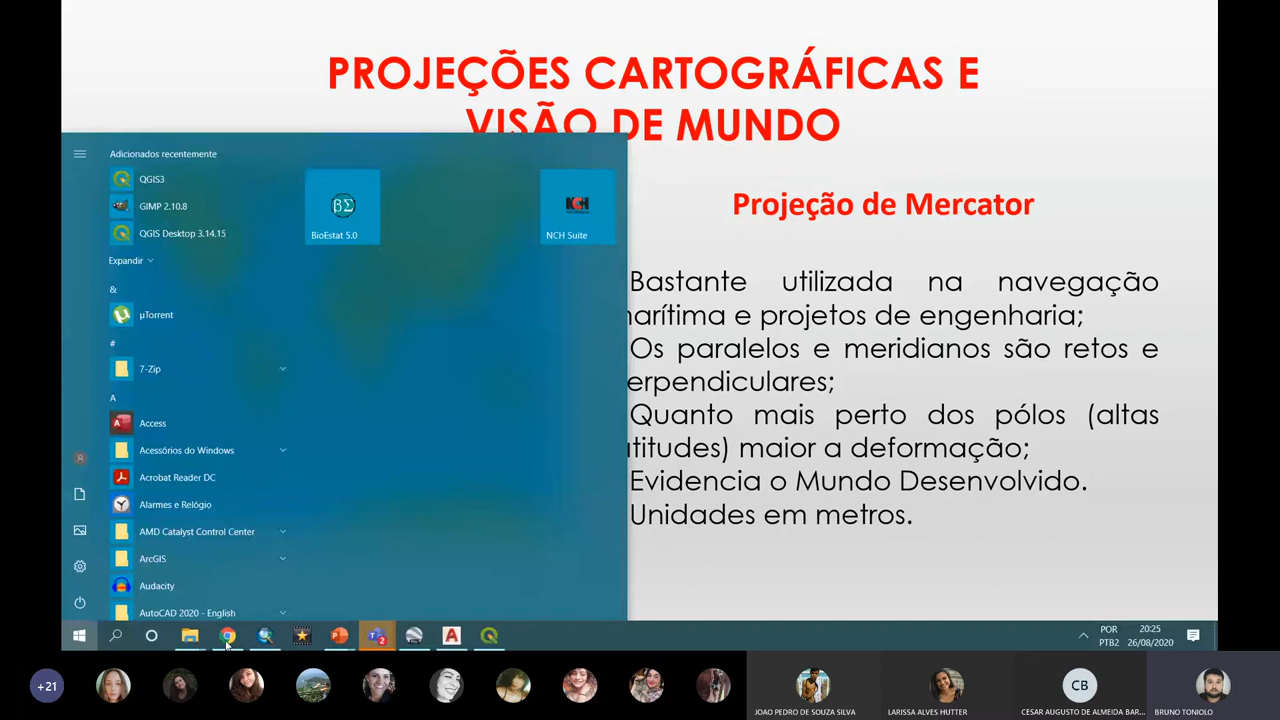 PROJEÇÕES CARTOGRÁFICAS E
VISÃO DE MUNDO
Projeção de Mercator
Bastante utilizada na navegação
marítima e projetos de engenharia;
Os paralelos e meridianos são retos e
erpendiculares;
Quanto mais perto dos pólos (altas
atitudes) maior a deformação;
Evidencia o Mundo Desenvolvido.
Unidades em metros.
Adicionados recentemente
QGIS3
GIMP 2.10.8
QGIS Desktop 3.14.15
Expandir
&
µTorrent
#
7-Zip
A
Access
Acessórios do Windows
Acrobat Reader DC
Alarmes e Relógio
AMD Catalyst Control Center
ArcGIS
Audacity
AutoCAD 2020 - English
βΣ
BioEstat 5.0
NCH
NCH Suite
2
A
POR
PTB2
20:25
26/08/2020
+21
JOAO PEDRO DE SOUZA SILVA
LARISSA ALVES HUTTER
CB
CESAR AUGUSTO DE ALMEIDA BAR...
BRUNO TONIOLO